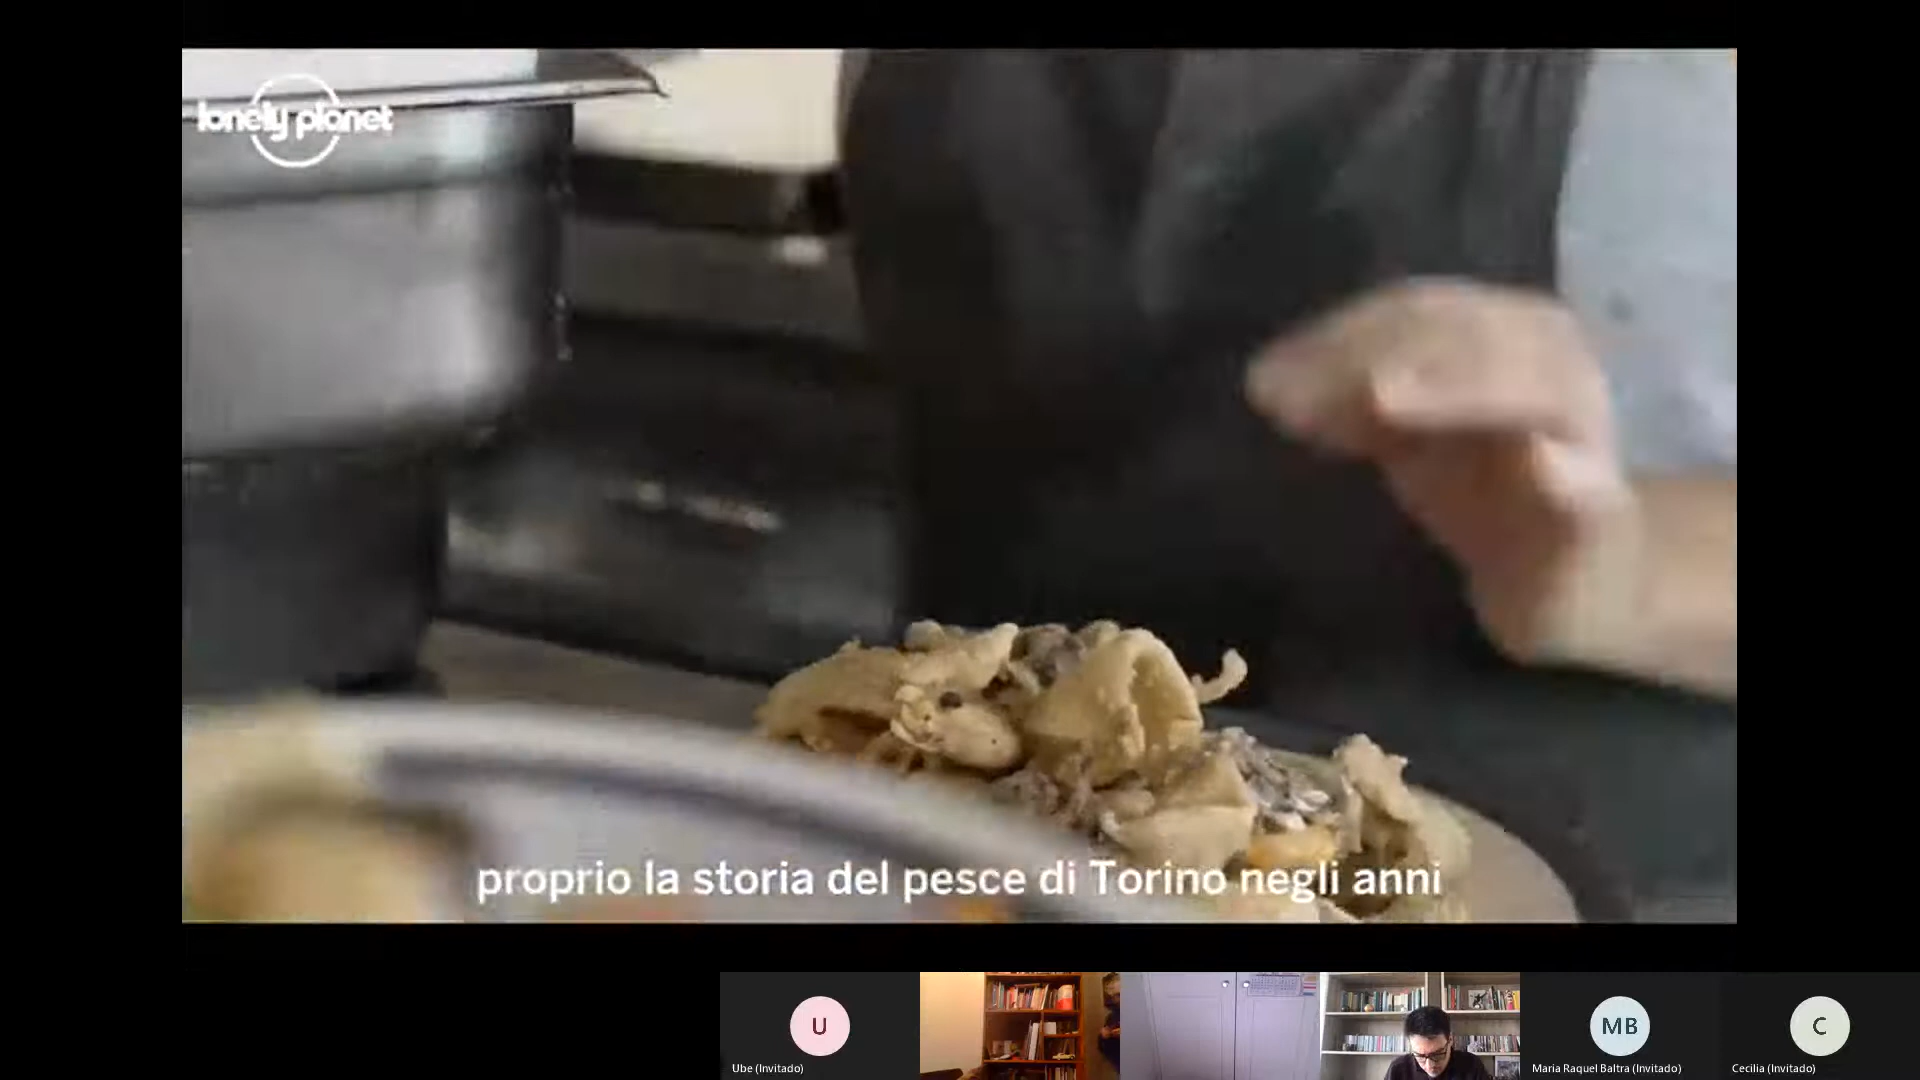 lonely planet
proprio la storia del pesce di Torino negli anni
U
MB
C
Ube (Invitado)
Maria Raquel Baltra (Invitado)
Cecilia (Invitado)